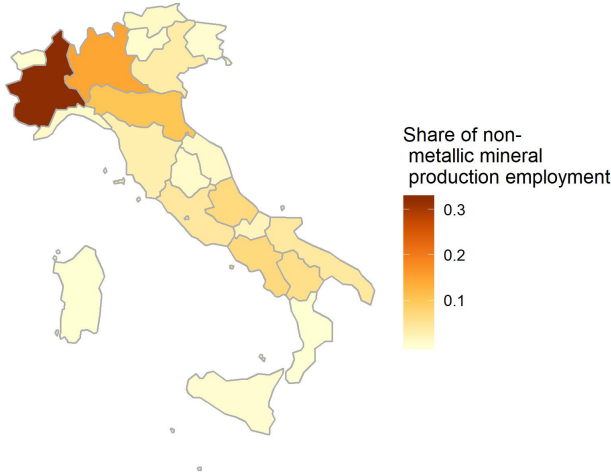 Share of non-
metallic mineral
production employment
0.3
0.2
0.1